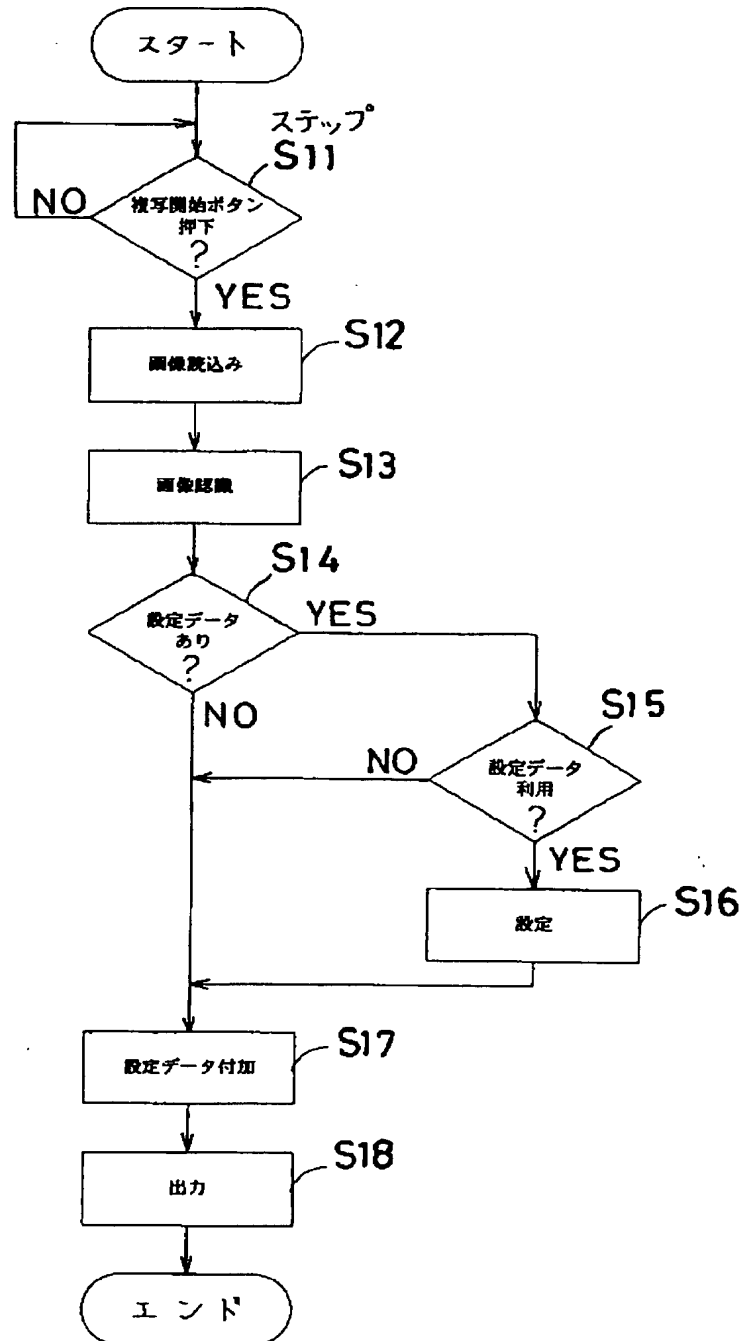 スタート
ステップ
S11
複写開始ボタン
押下
?
NO
YES
画像読込み
S12
画像認識
S13
S14
設定データ
あり
?
YES
NO
S15
設定データ
利用
?
NO
YES
設定
S16
設定データ付加
S17
出力
S18
エンド